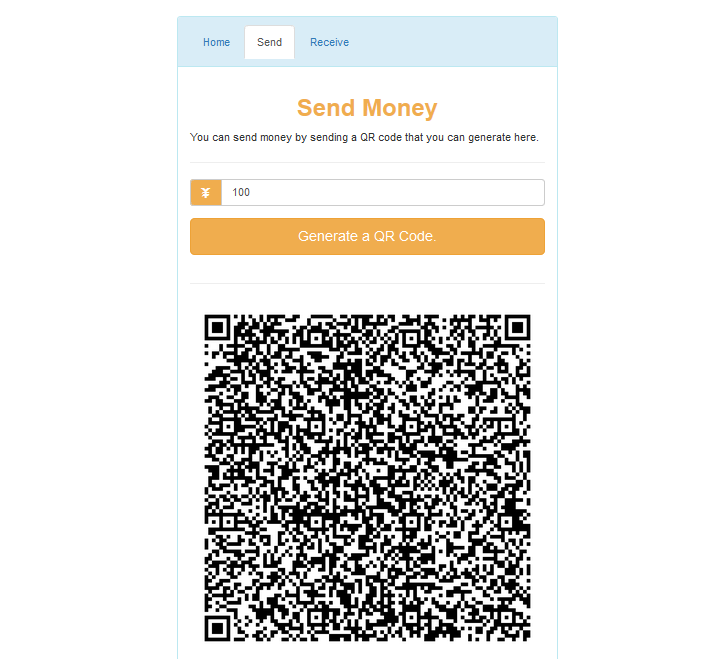 Home Send Receive
Send Money
You can send money by sending a QR code that you can generate here.
¥ 100
Generate a QR Code.